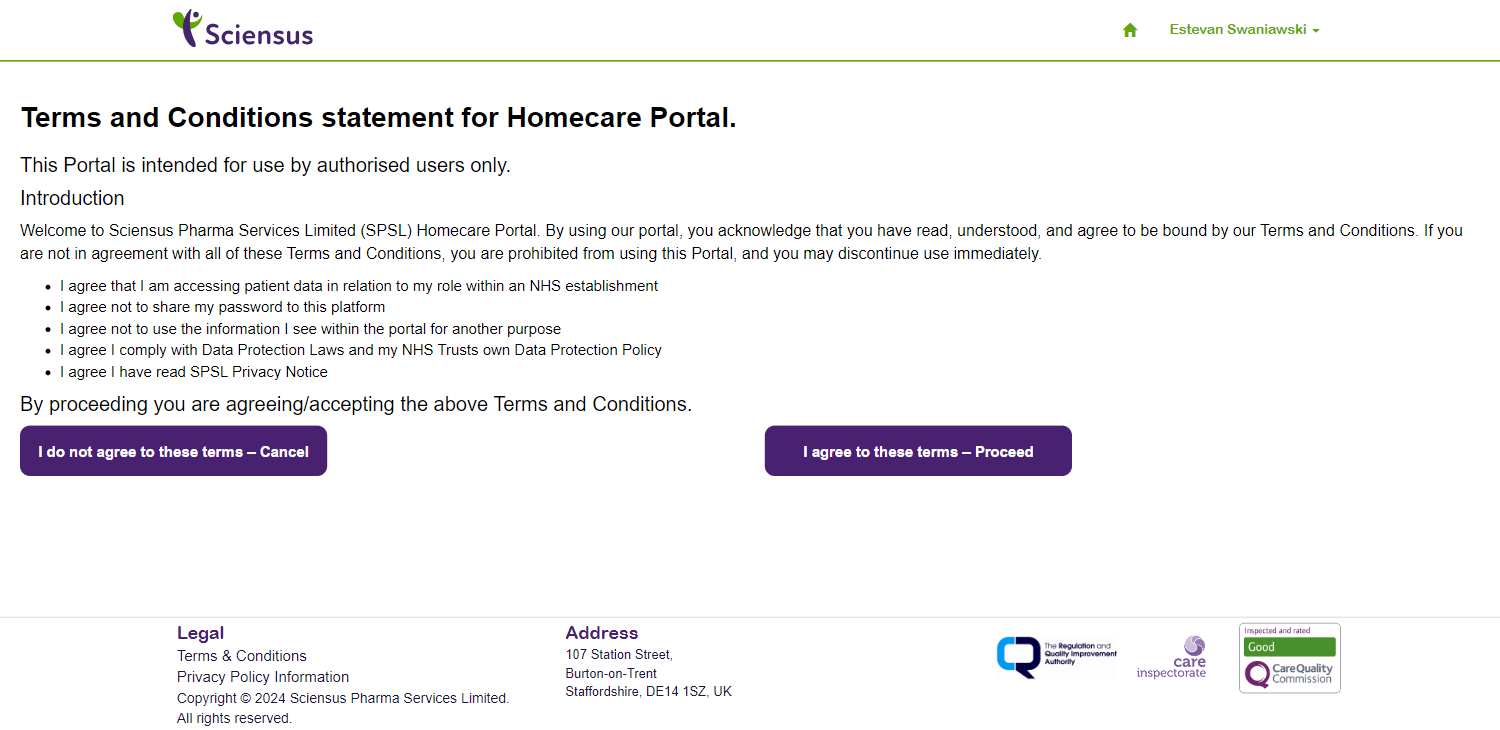 Sciensus
Estevan Swaniawski
Terms and Conditions statement for Homecare Portal.
This Portal is intended for use by authorised users only.
Introduction
Welcome to Sciensus Pharma Services Limited (SPSL) Homecare Portal. By using our portal, you acknowledge that you have read, understood, and agree to be bound by our Terms and Conditions. If you
are not in agreement with all of these Terms and Conditions, you are prohibited from using this Portal, and you may discontinue use immediately.
• I agree that I am accessing patient data in relation to my role within an NHS establishment
• I agree not to share my password to this platform
• I agree not to use the information I see within the portal for another purpose
• I agree I comply with Data Protection Laws and my NHS Trusts own Data Protection Policy
• I agree I have read SPSL Privacy Notice
By proceeding you are agreeing/accepting the above Terms and Conditions.
I do not agree to these terms – Cancel
I agree to these terms – Proceed
Legal
Terms & Conditions
Privacy Policy Information
Copyright © 2024 Sciensus Pharma Services Limited.
All rights reserved.
Address
107 Station Street,
Burton-on-Trent
Staffordshire, DE14 1SZ, UK
The Regulation and
Quality Improvement
Authority
care
inspectorate
Inspected and rated
Good
CareQuality
Commission